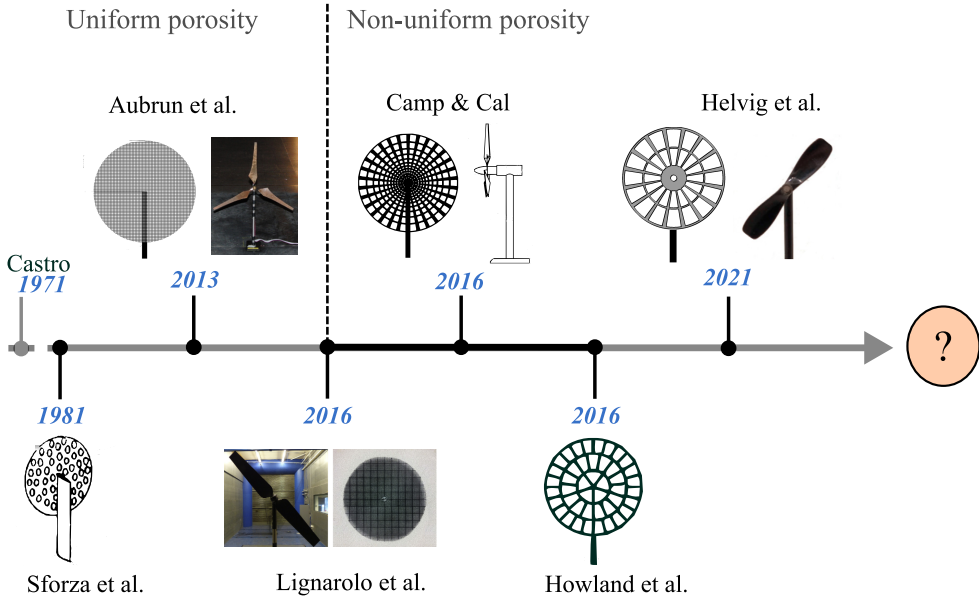 Uniform porosity
Non-uniform porosity
Aubrun et al.
Camp & Cal
Helvig et al.
Castro
1971
2013
2016
2021
?
1981
2016
2016
Sforza et al.
Lignarolo et al.
Howland et al.